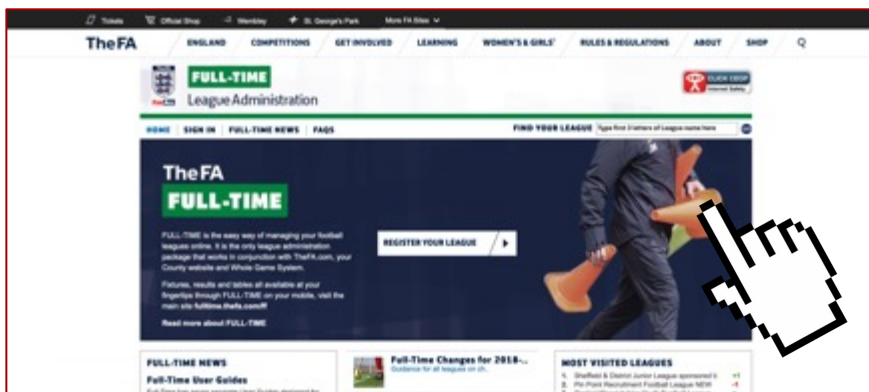 Tickets Official Shop Wembley St. George's Park More FA Sites
TheFA ENGLAND COMPETITIONS GET INVOLVED LEARNING WOMEN'S & GIRLS' RULES & REGULATIONS ABOUT SHOP
FULL-TIME
League Administration
CLICK CEOP
Internet Safety
HOME SIGN IN FULL-TIME NEWS FAQS FIND YOUR LEAGUE Type first 3 letters of League name here
TheFA
FULL-TIME
FULL-TIME is the easy way of managing your football
leagues online. It is the only league administration
package that works in conjunction with TheFA.com, your
County website and Whole Game System.
REGISTER YOUR LEAGUE
Fixtures, results and tables all available at your
fingertips through FULL-TIME on your mobile, visit the
main site fulltime.thefa.com/ff
Read more about FULL-TIME
FULL-TIME NEWS
Full-Time User Guides
Full-Time Changes for 2018-...
Guidance for all leagues on ch..
MOST VISITED LEAGUES
1. Sheffield & District Junior League sponsored b +1
2. Pin Point Recruitment Football League NEW -1